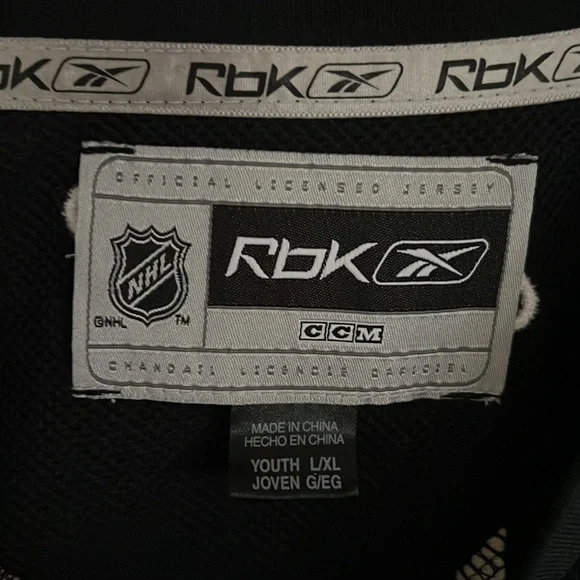 RbK RbK RbK
OFFICIAL LICENSED JERSEY
NHL
©NHL
TM
RbK
CCM
CHANDAIL LICENCIÉ OFFICIEL
MADE IN CHINA
HECHO EN CHINA
YOUTH L/XL
JOVEN G/EG